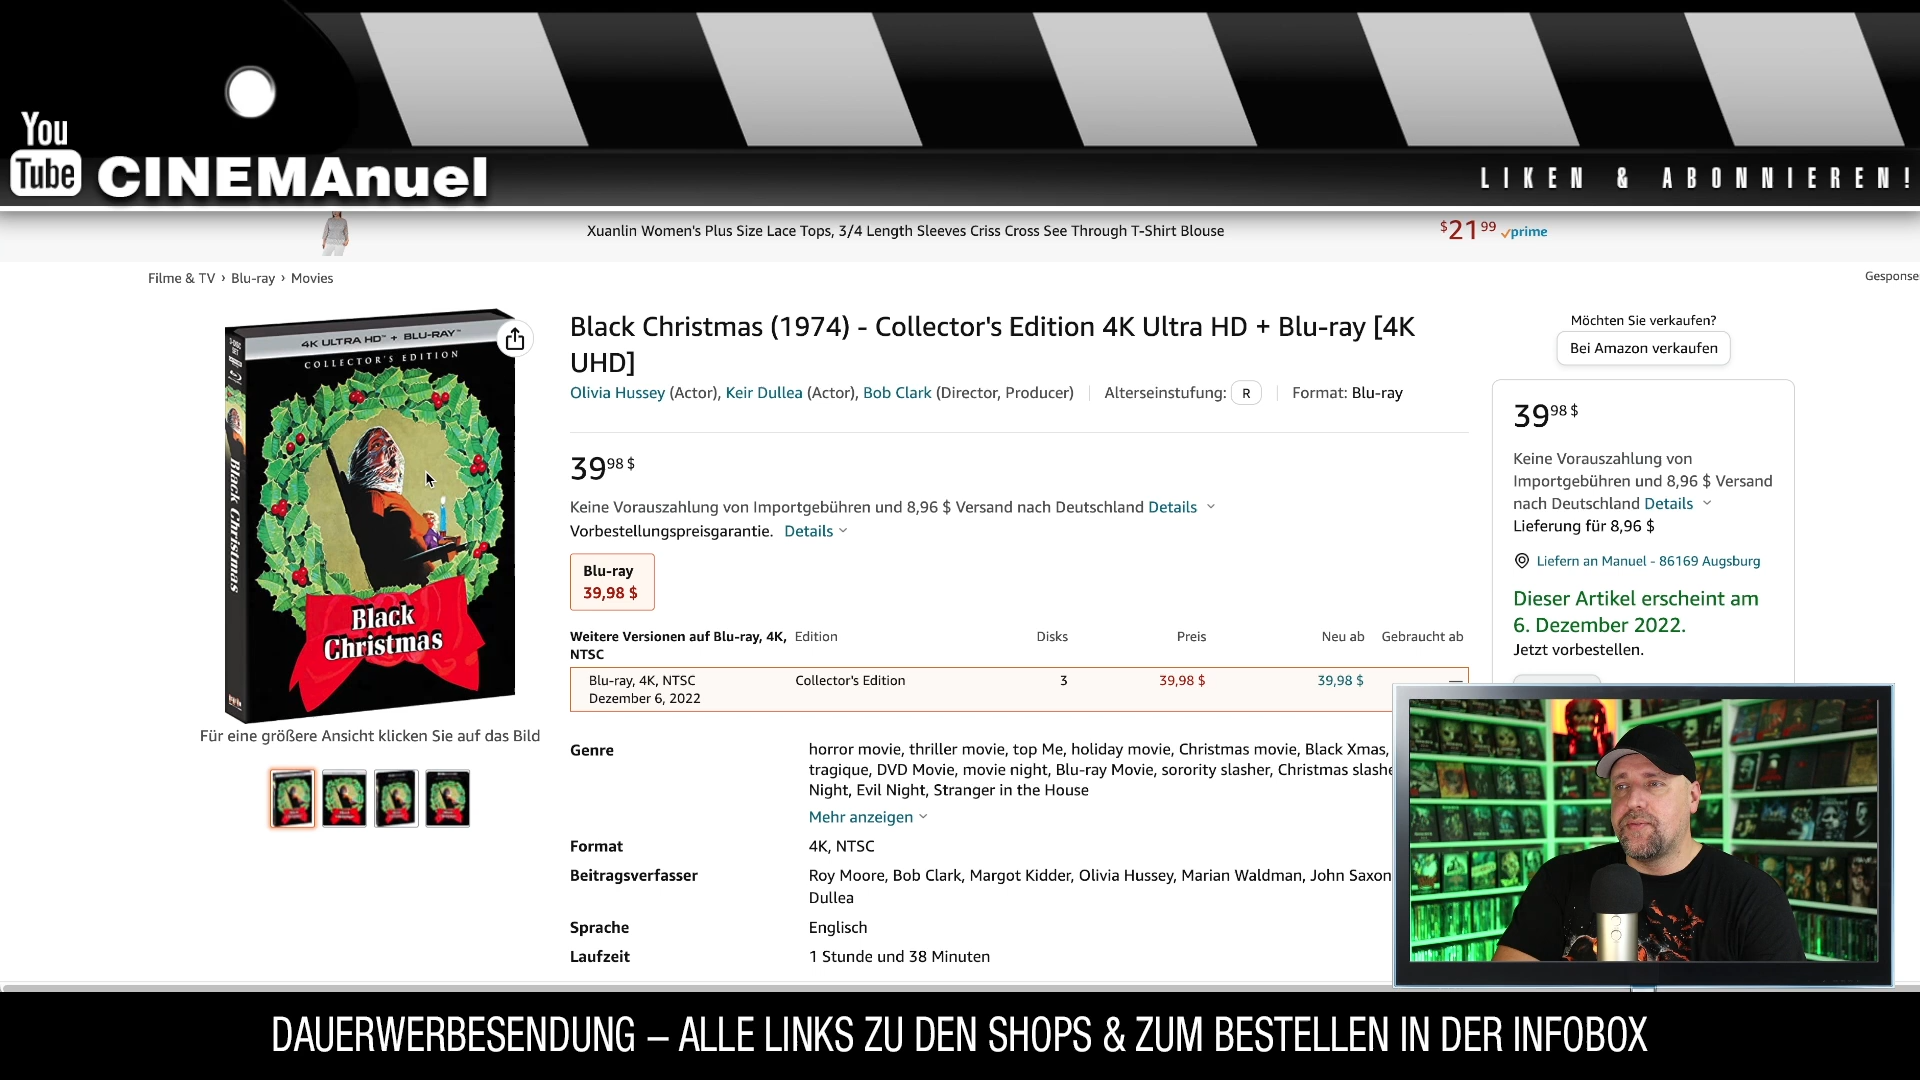 You
Tube
CINEMAnuel
LIKEN & ABONNIEREN!
Xuanlin Women's Plus Size Lace Tops, 3/4 Length Sleeves Criss Cross See Through T-Shirt Blouse
$21 99 prime
Filme & TV › Blu-ray › Movies
Gesponse
4K ULTRA HD + BLU-RAY
COLLECTOR'S EDITION
Black Christmas
Black
Christmas
Für eine größere Ansicht klicken Sie auf das Bild
Black Christmas (1974) - Collector's Edition 4K Ultra HD + Blu-ray [4K
UHD]
Olivia Hussey (Actor), Keir Dullea (Actor), Bob Clark (Director, Producer) Alterseinstufung: R Format: Blu-ray
39 98 $
Keine Vorauszahlung von Importgebühren und 8,96 $ Versand nach Deutschland Details
Vorbestellungspreisgarantie. Details
Blu-ray
39,98 $
Weitere Versionen auf Blu-ray, 4K, NTSC Edition Disks Preis Neu ab Gebraucht ab
Blu-ray, 4K, NTSC Collector's Edition 3 39,98 $ 39,98 $ —
Dezember 6, 2022
Genre horror movie, thriller movie, top Me, holiday movie, Christmas movie, Black Xmas,
tragique, DVD Movie, movie night, Blu-ray Movie, sorority slasher, Christmas slashe
Night, Evil Night, Stranger in the House
Mehr anzeigen
Format 4K, NTSC
Beitragsverfasser Roy Moore, Bob Clark, Margot Kidder, Olivia Hussey, Marian Waldman, John Saxon
Dullea
Sprache Englisch
Laufzeit 1 Stunde und 38 Minuten
Möchten Sie verkaufen?
Bei Amazon verkaufen
39 98 $
Keine Vorauszahlung von
Importgebühren und 8,96 $ Versand
nach Deutschland Details
Lieferung für 8,96 $
Liefern an Manuel - 86169 Augsburg
Dieser Artikel erscheint am
6. Dezember 2022.
Jetzt vorbestellen.
DAUERWERBESENDUNG – ALLE LINKS ZU DEN SHOPS & ZUM BESTELLEN IN DER INFOBOX